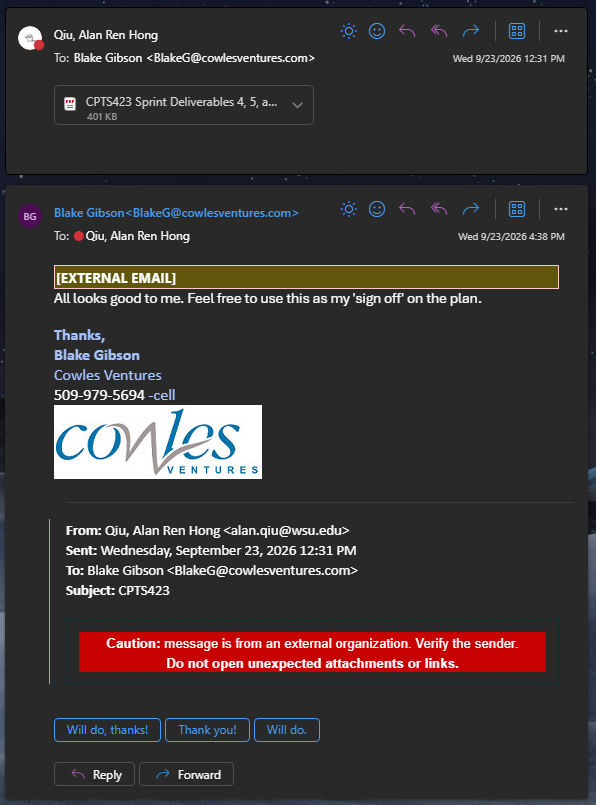 Qiu, Alan Ren Hong
To: Blake Gibson <BlakeG@cowlesventures.com>
Wed 9/23/2026 12:31 PM
PDF
CPTS423 Sprint Deliverables 4, 5, a...
401 KB
BG
Blake Gibson<BlakeG@cowlesventures.com>
To: Qiu, Alan Ren Hong
Wed 9/23/2026 4:38 PM
[EXTERNAL EMAIL]
All looks good to me. Feel free to use this as my 'sign off' on the plan.
Thanks,
Blake Gibson
Cowles Ventures
509-979-5694 -cell
cowles
VENTURES
From: Qiu, Alan Ren Hong <alan.qiu@wsu.edu>
Sent: Wednesday, September 23, 2026 12:31 PM
To: Blake Gibson <BlakeG@cowlesventures.com>
Subject: CPTS423
Caution: message is from an external organization. Verify the sender.
Do not open unexpected attachments or links.
Will do, thanks!
Thank you!
Will do.
Reply
Forward